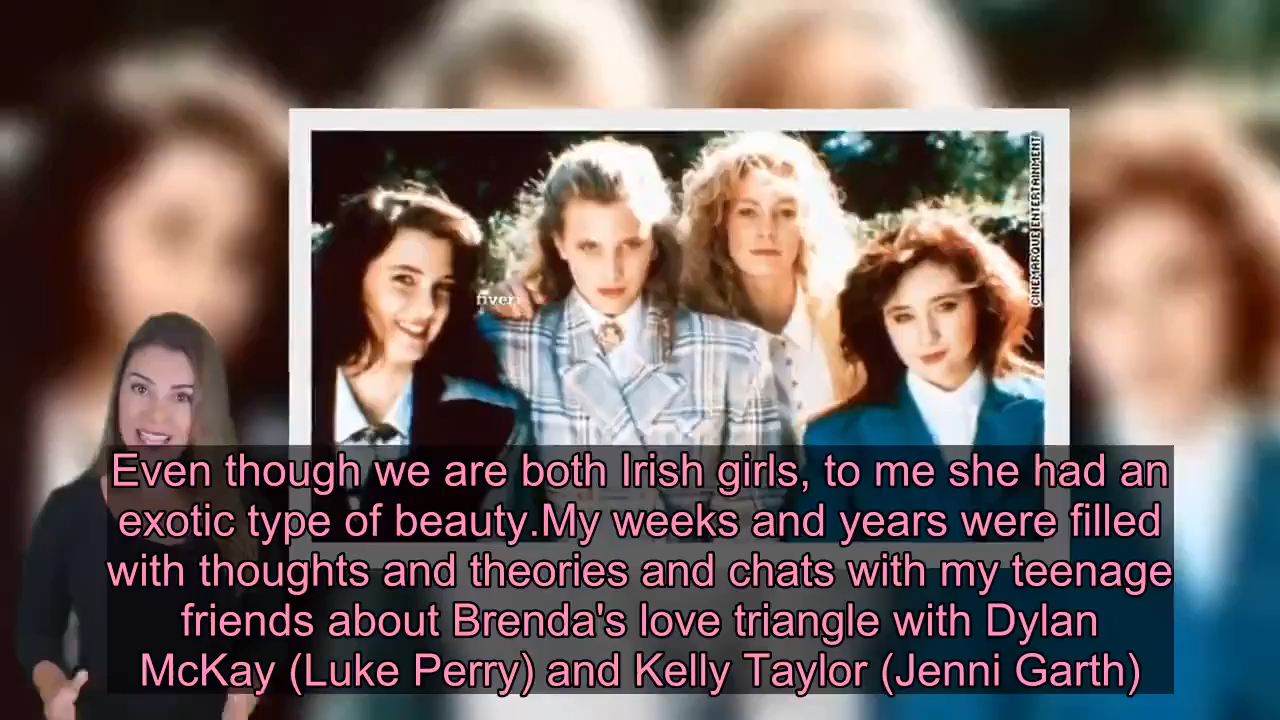 CINEMARQUE ENTERTAINMENT
fiverr
Even though we are both Irish girls, to me she had an
exotic type of beauty.My weeks and years were filled
with thoughts and theories and chats with my teenage
friends about Brenda's love triangle with Dylan
McKay (Luke Perry) and Kelly Taylor (Jenni Garth)